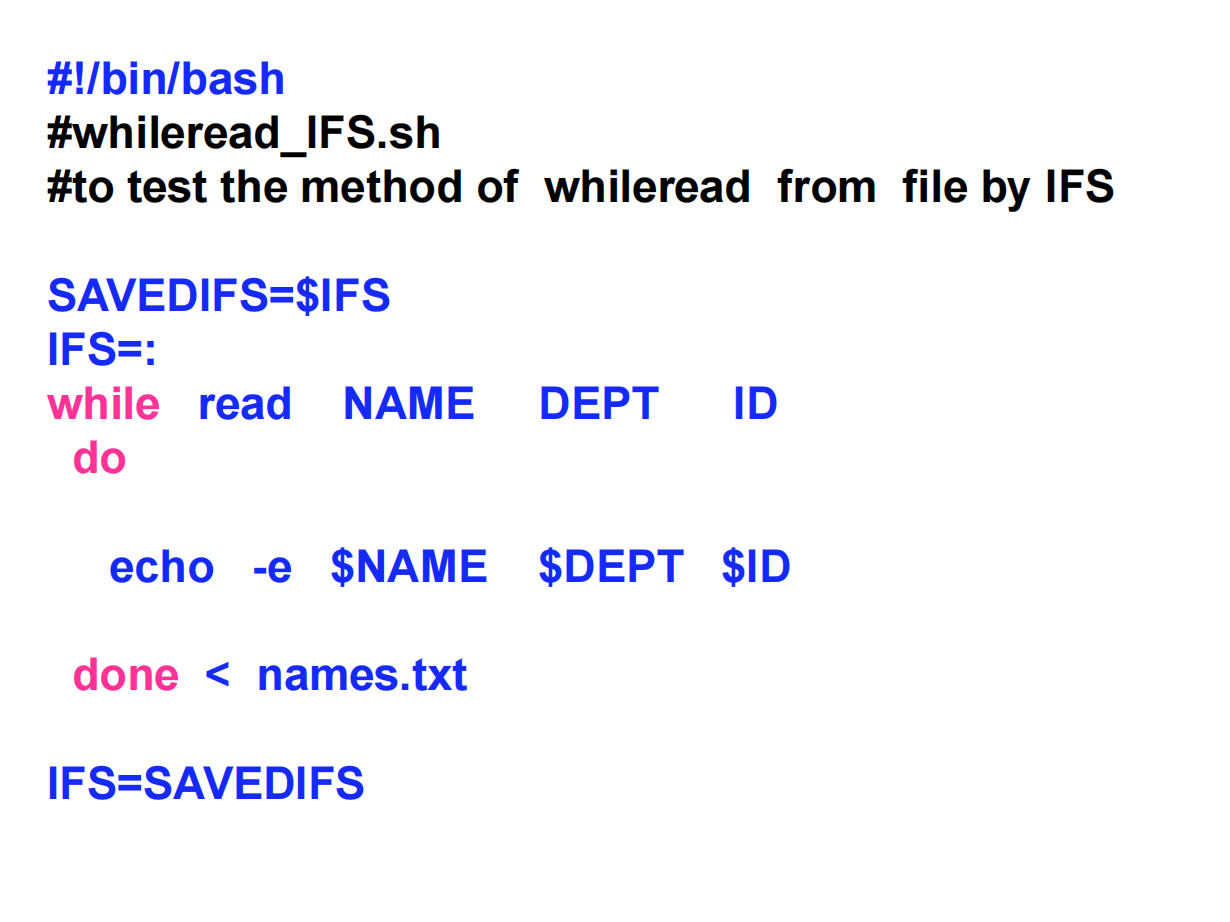 #!/bin/bash
#whileread_IFS.sh
#to test the method of whileread from file by IFS
SAVEDIFS=$IFS
IFS=:
while read NAME DEPT ID
do
echo -e $NAME $DEPT $ID
done < names.txt
IFS=SAVEDIFS